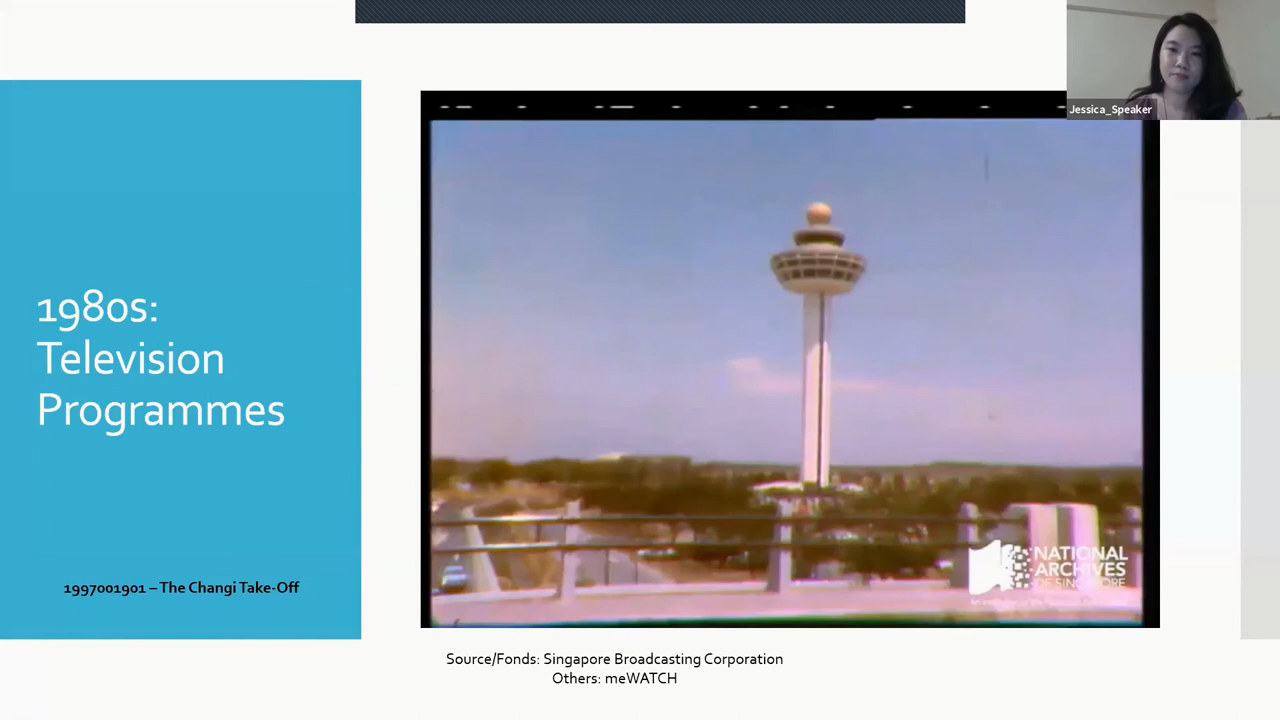 Jessica_Speaker
1980s:
Television
Programmes
1997001901 – The Changi Take-Off
NATIONAL
ARCHIVES
OF SINGAPORE
Source/Fonds: Singapore Broadcasting Corporation
Others: meWATCH